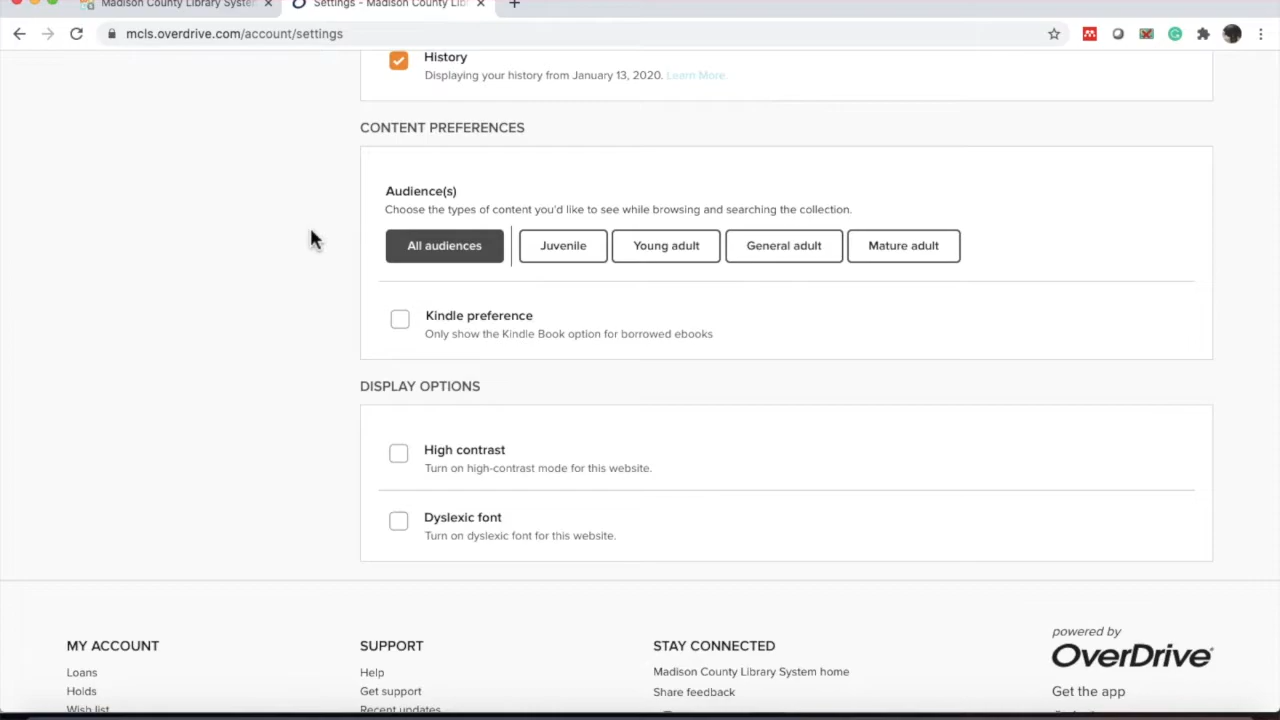 Madison County Library System
Settings - Madison County Lib
mcls.overdrive.com/account/settings
History
Displaying your history from January 13, 2020. Learn More.
CONTENT PREFERENCES
Audience(s)
Choose the types of content you'd like to see while browsing and searching the collection.
All audiences
Juvenile
Young adult
General adult
Mature adult
Kindle preference
Only show the Kindle Book option for borrowed ebooks
DISPLAY OPTIONS
High contrast
Turn on high-contrast mode for this website.
Dyslexic font
Turn on dyslexic font for this website.
MY ACCOUNT
Loans
Holds
Wish list
SUPPORT
Help
Get support
Recent updates
STAY CONNECTED
Madison County Library System home
Share feedback
powered by
OverDrive
Get the app